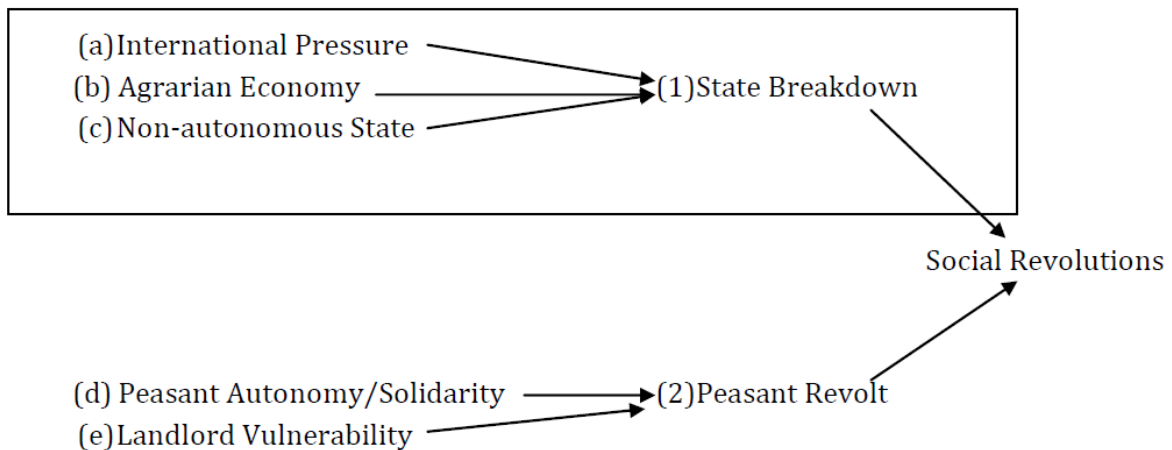 (a)International Pressure
(b) Agrarian Economy
(1)State Breakdown
(c)Non-autonomous State
Social Revolutions
(d) Peasant Autonomy/Solidarity
(2)Peasant Revolt
(e)Landlord Vulnerability